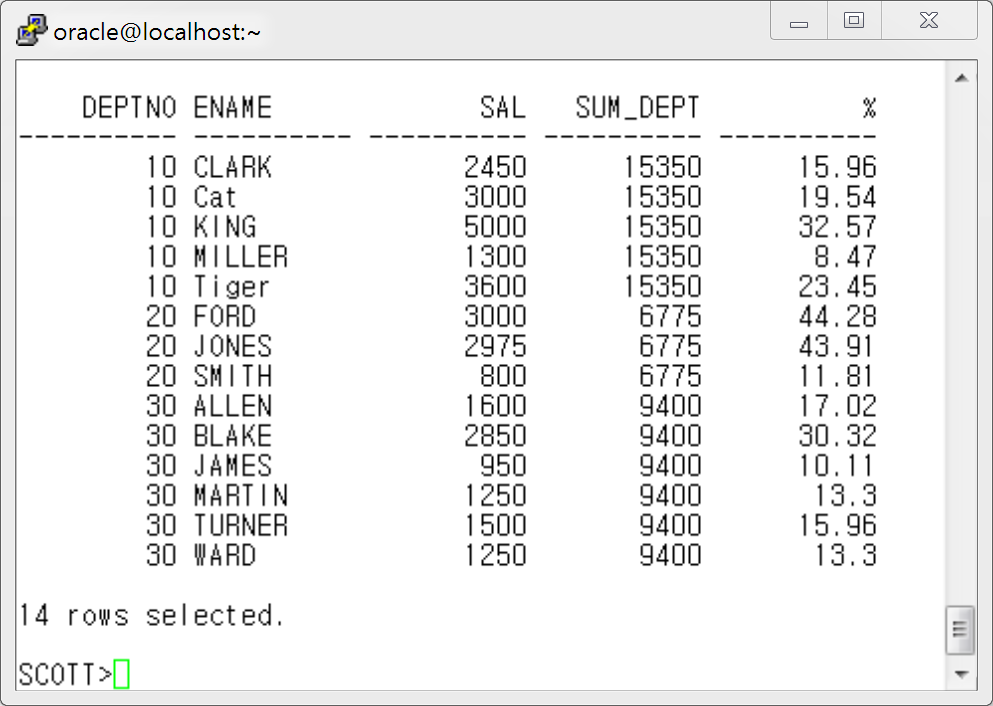 oracle@localhost:~
DEPTNO ENAME SAL SUM_DEPT %
---------- ---------- ---------- ---------- ----------
10 CLARK 2450 15350 15.96
10 Cat 3000 15350 19.54
10 KING 5000 15350 32.57
10 MILLER 1300 15350 8.47
10 Tiger 3600 15350 23.45
20 FORD 3000 6775 44.28
20 JONES 2975 6775 43.91
20 SMITH 800 6775 11.81
30 ALLEN 1600 9400 17.02
30 BLAKE 2850 9400 30.32
30 JAMES 950 9400 10.11
30 MARTIN 1250 9400 13.3
30 TURNER 1500 9400 15.96
30 WARD 1250 9400 13.3
14 rows selected.
SCOTT>